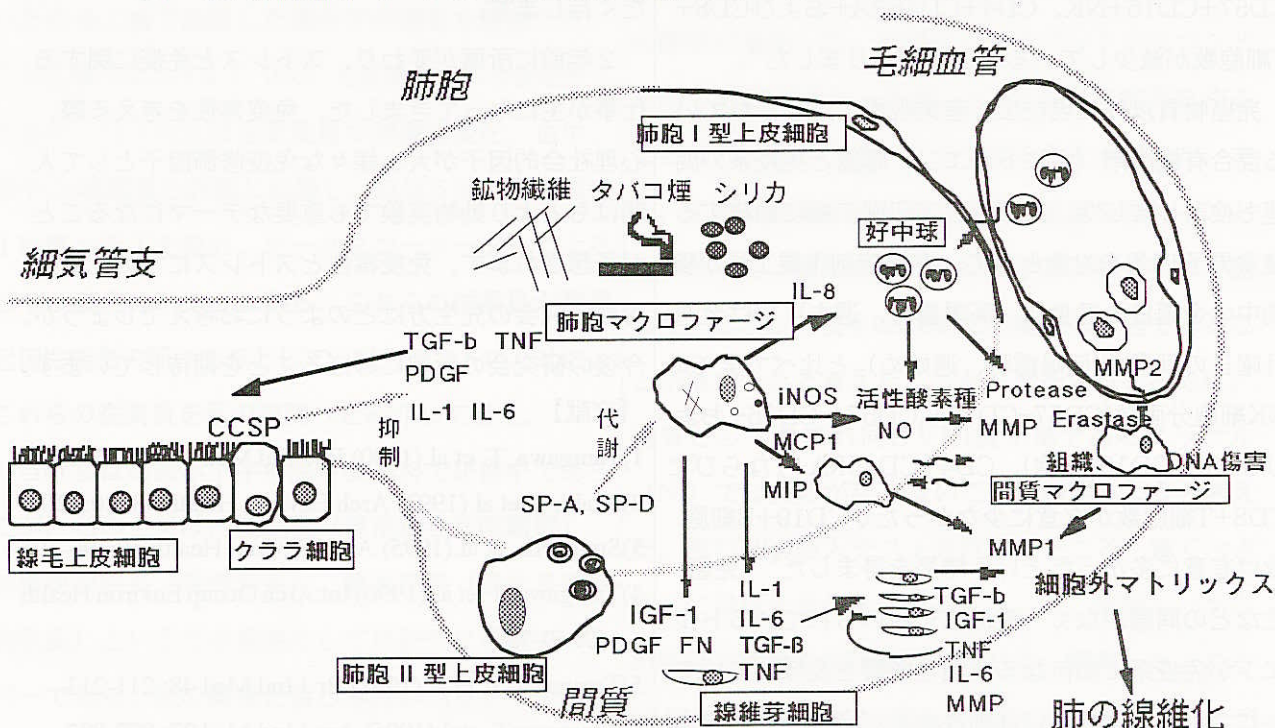 毛細血管
肺胞
肺胞Ⅰ型上皮細胞
鉱物繊維 タバコ煙 シリカ
好中球
細気管支
IL-8
肺胞マクロファージ
TGF-b TNF
PDGF
IL-1 IL-6
CCSP
抑制
代謝
iNOS
活性酸素種
Protease
MMP2
MCP1
NO
MMP
Erastase
MIP
組織
DNA傷害
間質マクロファージ
SP-A, SP-D
線毛上皮細胞
クララ細胞
MMP1
細胞外マトリックス
IL-1
IGF-1
IL-6
PDGF FN
TGF-ß
TNF
TGF-b
IGF-1
TNF
IL-6
MMP
肺胞Ⅱ型上皮細胞
間質
線維芽細胞
肺の線維化